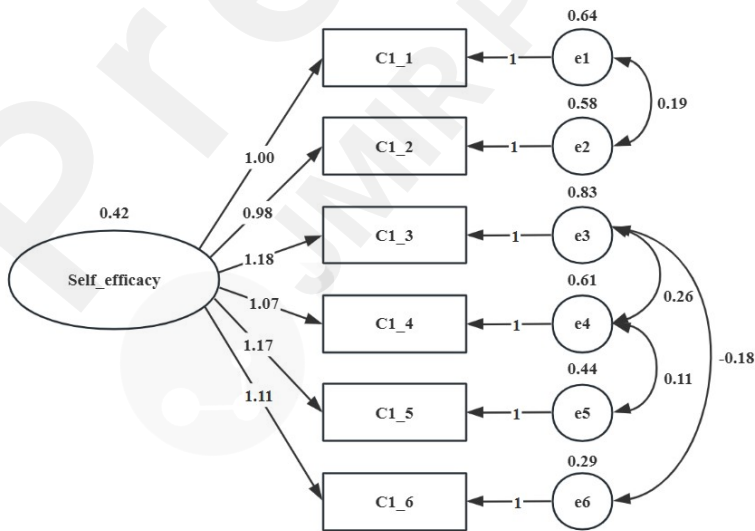 0.64
C1_1
1
e1
0.19
0.58
1.00
C1_2
1
e2
0.98
0.83
0.42
C1_3
1
e3
1.18
Self_efficacy
0.61
0.26
1.07
C1_4
1
e4
1.17
0.44
0.11
-0.18
1.11
C1_5
1
e5
0.29
C1_6
1
e6
Pre
JMIR P